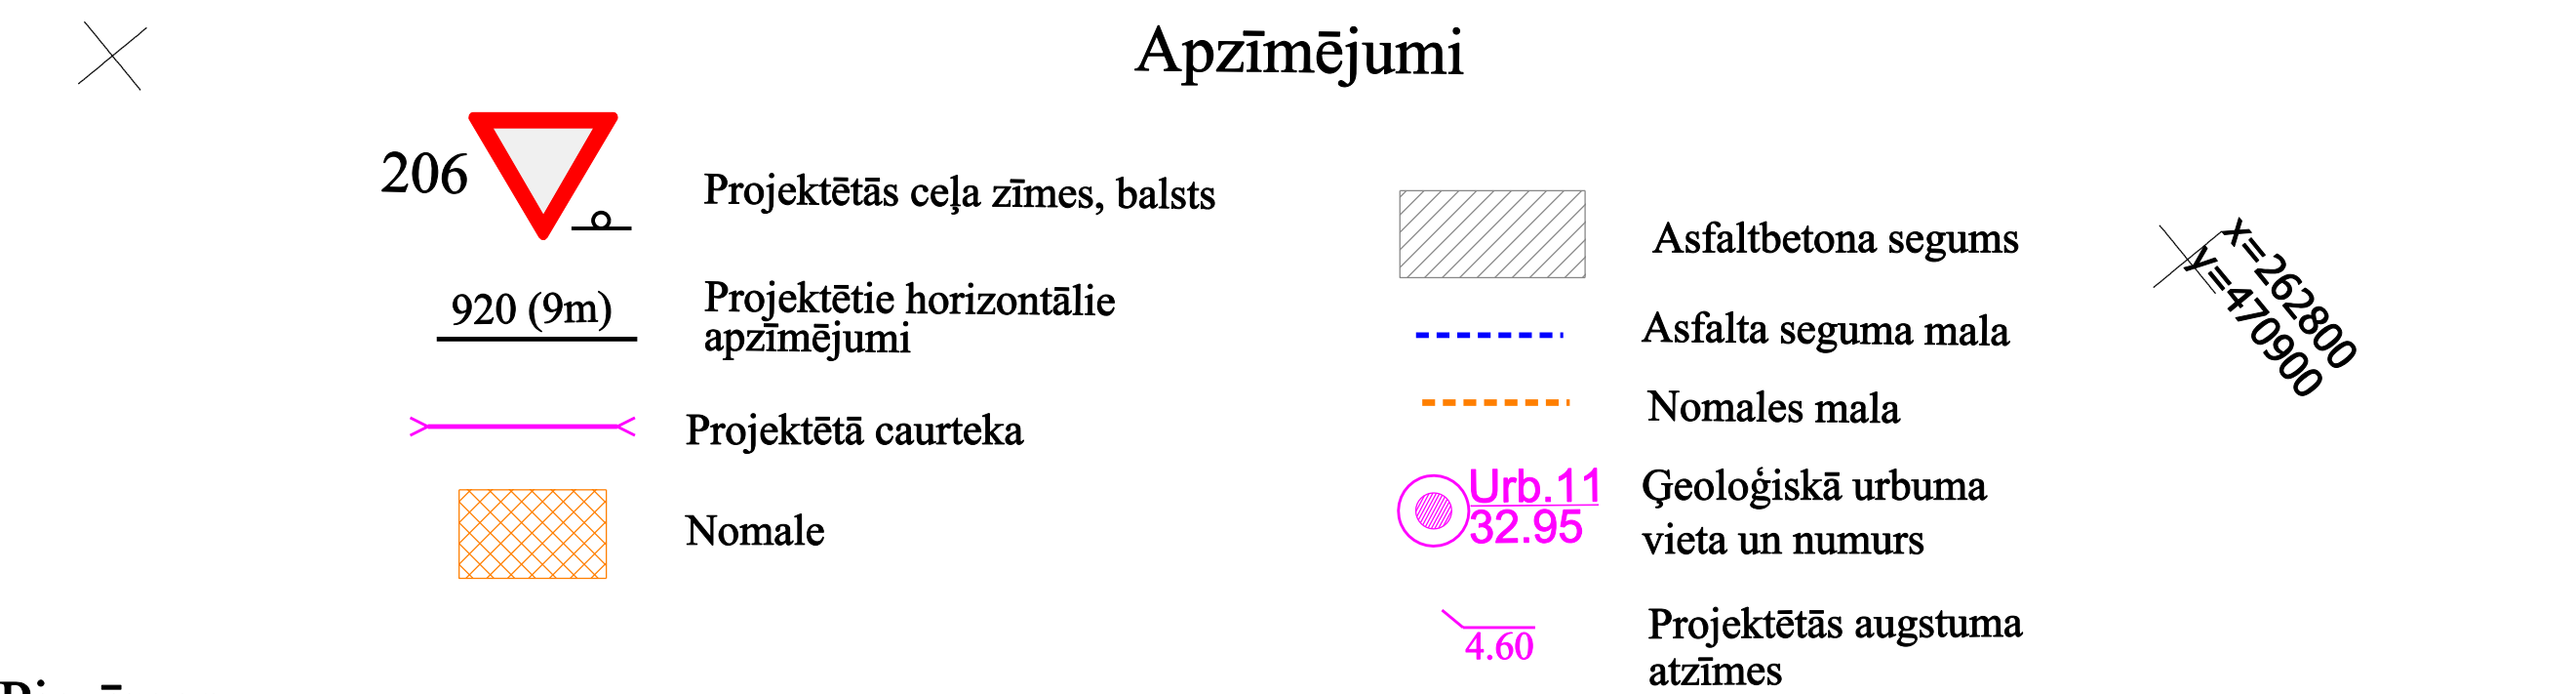 Apzīmējumi
206
Projektētās ceļa zīmes, balsts
920 (9m)
Projektētie horizontālie
apzīmējumi
Projektētā caurteka
Nomale
Asfaltbetona segums
Asfalta seguma mala
Nomales mala
Urb.11
32.95
Ģeoloģiskā urbuma
vieta un numurs
4.60
Projektētās augstuma
atzīmes
x=262800
y=470900